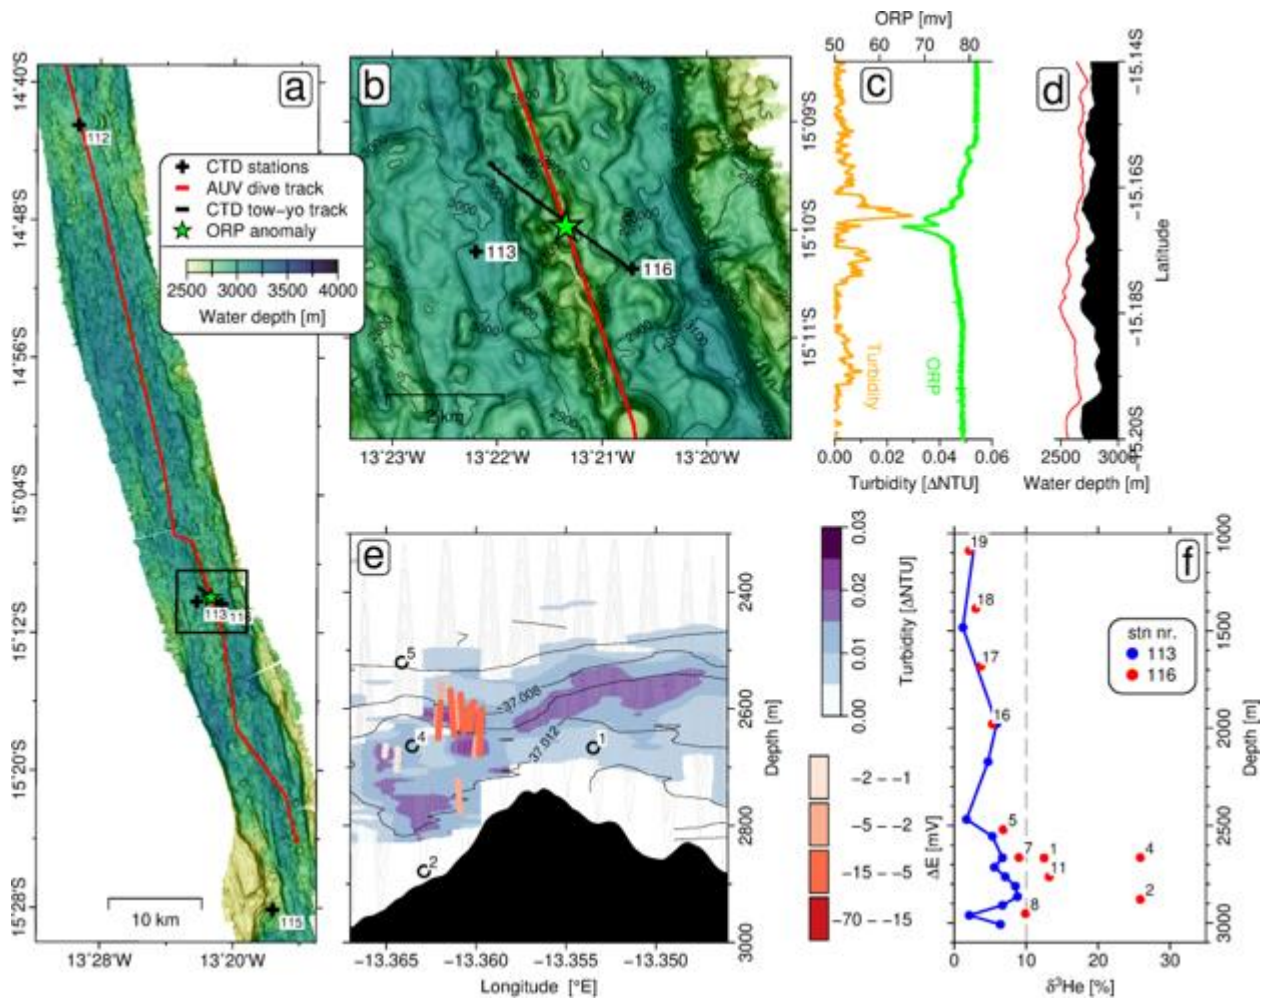 a
14°40'S
14°48'S
14°56'S
15°04'S
15°12'S
15°20'S
15°28'S
112
CTD stations
AUV dive track
CTD tow-yo track
ORP anomaly
2500 3000 3500 4000
Water depth [m]
113
115
10 km
13°28'W 13°20'W
b
113
116
2km
2900
3000
3100
15°09'S
15°10'S
15°11'S
13°23'W 13°22'W 13°21'W 13°20'W
ORP [mv]
50 60 70 80
c
Turbidity
ORP
0.00 0.02 0.04 0.06
Turbidity [ΔNTU]
d
−15.14S
−15.16S
−15.18S
−15.20S
Latitude
2500 3000
Water depth [m]
e
C5
C4
C1
C2
37.008
37.012
2400
2600
2800
3000
Depth [m]
−13.365 −13.360 −13.355 −13.350
Longitude [°E]
0.03
0.02
0.01
0.00
Turbidity [ΔNTU]
−2 − −1
−5 − −2
−15 − −5
−70 − −15
ΔE [mV]
f
stn nr.
113
116
19
18
17
16
5
7 1 4
11
2
8
1000
1500
2000
2500
3000
Depth [m]
0 10 20 30
δ3He [%]